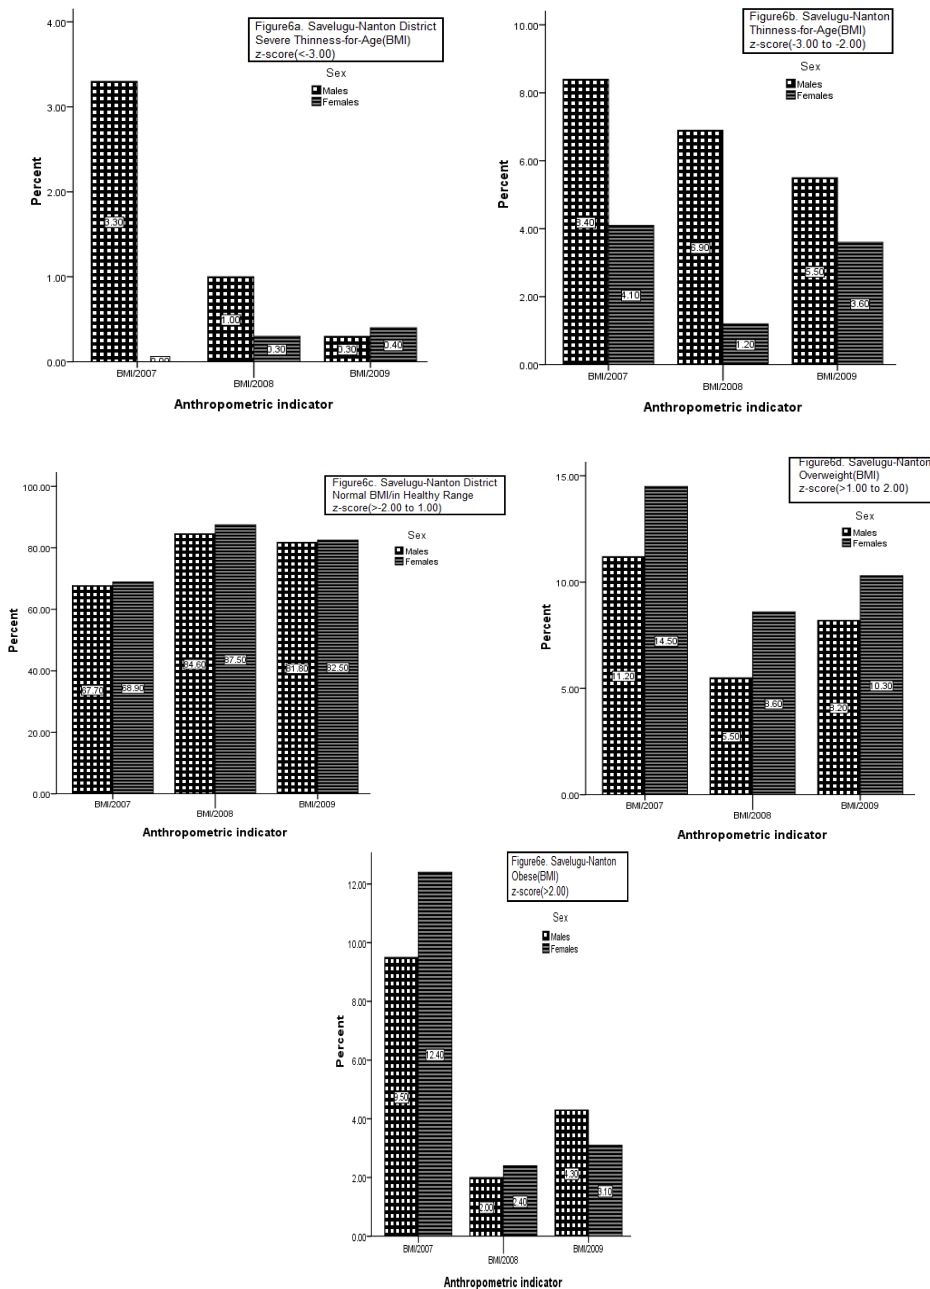 Figure6a. Savelugu-Nanton District
Severe Thinness-for-Age(BMI)
z-score(<-3.00)
Sex
Males
Females
Percent
4.00
3.00
2.00
1.00
0.00
3.30
0.00
1.00
0.30
0.30
0.40
BMI/2007
BMI/2008
BMI/2009
Anthropometric indicator
Figure6b. Savelugu-Nanton
Thinness-for-Age(BMI)
z-score(-3.00 to -2.00)
Sex
Males
Females
Percent
10.00
8.00
6.00
4.00
2.00
0.00
8.40
4.10
6.90
1.20
5.50
3.60
BMI/2007
BMI/2008
BMI/2009
Anthropometric indicator
Figure6c. Savelugu-Nanton District
Normal BMI/in Healthy Range
z-score(>-2.00 to 1.00)
Sex
Males
Females
Percent
100.00
80.00
60.00
40.00
20.00
0.00
67.70
68.90
84.60
87.50
81.80
82.50
BMI/2007
BMI/2008
BMI/2009
Anthropometric indicator
Figure6d. Savelugu-Nanton
Overweight(BMI)
z-score(>1.00 to 2.00)
Sex
Males
Females
Percent
15.00
10.00
5.00
0.00
11.20
14.50
5.50
8.60
8.20
10.30
BMI/2007
BMI/2008
BMI/2009
Anthropometric indicator
Figure6e. Savelugu-Nanton
Obese(BMI)
z-score(>2.00)
Sex
Males
Females
Percent
12.00
10.00
8.00
6.00
4.00
2.00
0.00
9.50
12.40
2.00
2.40
4.30
3.10
BMI/2007
BMI/2008
BMI/2009
Anthropometric indicator